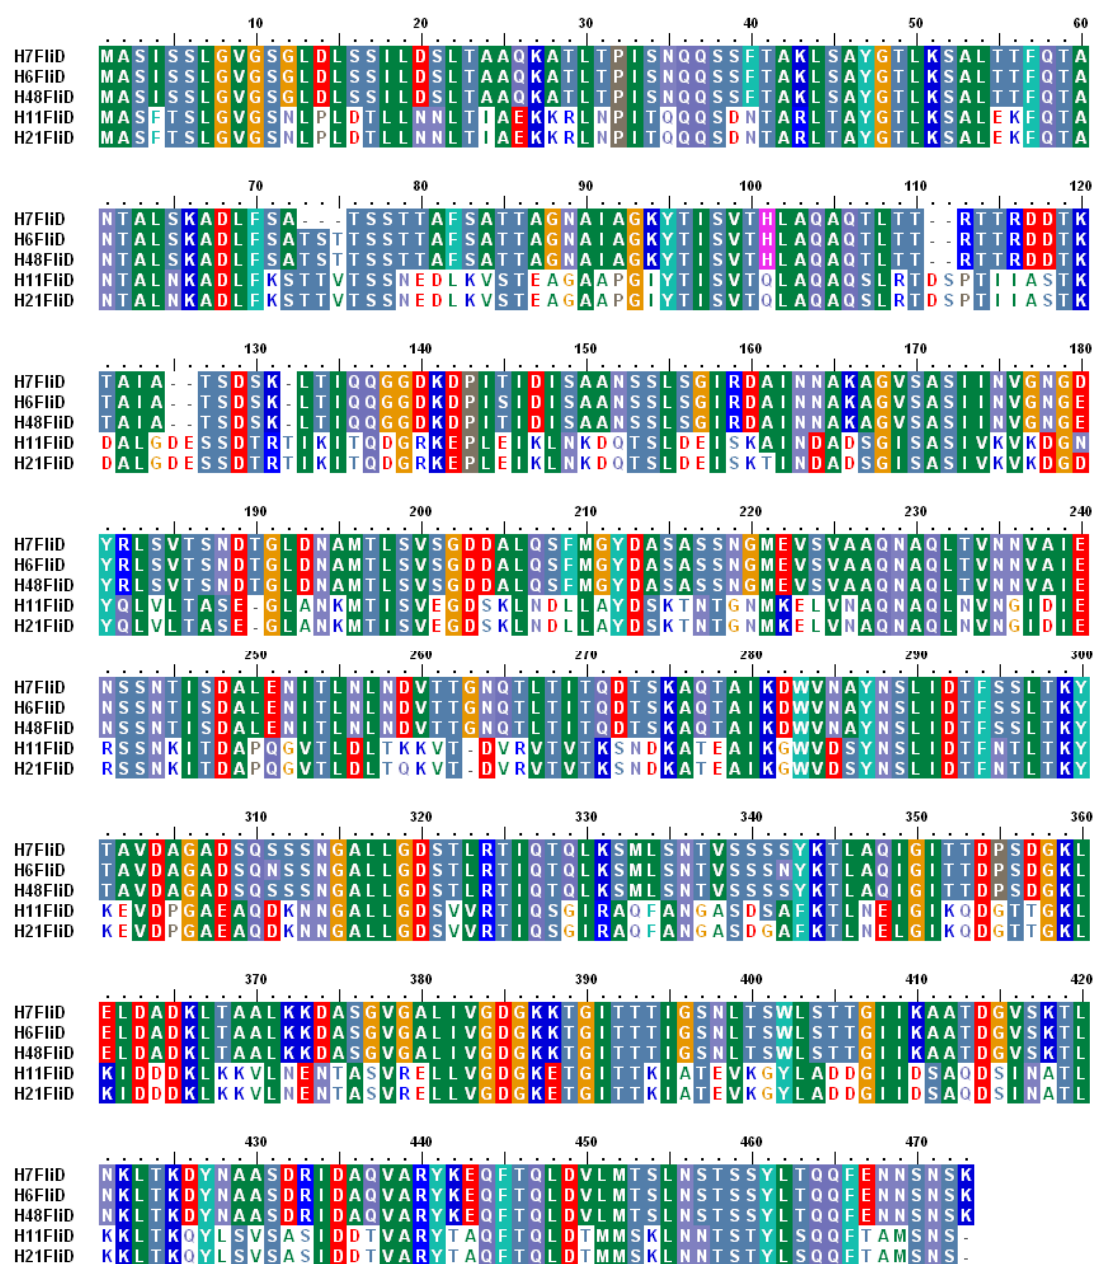 10 20 30 40 50 60
H7FliD MASISSLGVGSGLDLSSILDSLTAAQKATLTPISNQQSSFTAKLSAYGTLKSALTTFQTA
H6FliD MASISSLGVGSGLDLSSILDSLTAAQKATLTPISNQQSSFTAKLSAYGTLKSALTTFQTA
H48FliD MASISSLGVGSGLDLSSILDSLTAAQKATLTPISNQQSSFTAKLSAYGTLKSALTTFQTA
H11FliD MASFTSLGVGSNLPLDTLLNNLTIAEKKRLNPITQQQSDNTARLTAYGTLKSALEKFQTA
H21FliD MASFTSLGVGSNLPLDTLLNNLTIAEKKRLNPITQQQSDNTARLTAYGTLKSALEKFQTA
70 80 90 100 110 120
H7FliD NTALSKADLFSA---TSSTTAFSATTAGNAIAGKYTISVTHLAQAQTLTT--RTTRDDTK
H6FliD NTALSKADLFSATSTTSSTTAFSATTAGNAIAGKYTISVTHLAQAQTLTT--RTTRDDTK
H48FliD NTALSKADLFSATSTTSSTTAFSATTAGNAIAGKYTISVTHLAQAQTLTT--RTTRDDTK
H11FliD NTALNKADLFKSTTVTSSNEDLKVSTEAGAAPGIYTISVTQLAQAQSLRTDSPTIIASTK
H21FliD NTALNKADLFKSTTVTSSNEDLKVSTEAGAAPGIYTISVTQLAQAQSLRTDSPTIIASTK
130 140 150 160 170 180
H7FliD TAIA--TSDSK-LTIQQGGDKDPITIDISAANSSLSGIRDAINNAKAGVSASIINVGNGD
H6FliD TAIA--TSDSK-LTIQQGGDKDPISIDISAANSSLSGIRDAINNAKAGVSASIINVGNGE
H48FliD TAIA--TSDSK-LTIQQGGDKDPITIDISAANSSLSGIRDAINNAKAGVSASIINVGNGE
H11FliD DALGDESSDTRTIKITQDGRKEPLEIKLNKDQTSLDEISKAINDADSGISASIVKVKDGN
H21FliD DALGDESSDTRTIKITQDGRKEPLEIKLNKDQTSLDEISKTINDADSGISASIVKVKDGD
190 200 210 220 230 240
H7FliD YRLSVTSNDTGLDNAMTLSVSGDDALQSFMGYDASASSNGMEVSVAAQNAQLTVNNVAIE
H6FliD YRLSVTSNDTGLDNAMTLSVSGDDALQSFMGYDASASSNGMEVSVAAQNAQLTVNNVAIE
H48FliD YRLSVTSNDTGLDNAMTLSVSGDDALQSFMGYDASASSNGMEVSVAAQNAQLTVNNVAIE
H11FliD YQLVLTASE-GLANKMTISVEGDSKLNDLLAYDSKTNTGNMKELVNAQNAQLNVNGIDIE
H21FliD YQLVLTASE-GLANKMTISVEGDSKLNDLLAYDSKTNTGNMKELVNAQNAQLNVNGIDIE
250 260 270 280 290 300
H7FliD NSSNTISDALENITLNLNDVTTGNQTLTITQDTSKAQTAIKDWVNAYNSLIDTFSSLTKY
H6FliD NSSNTISDALENITLNLNDVTTGNQTLTITQDTSKAQTAIKDWVNAYNSLIDTFSSLTKY
H48FliD NSSNTISDALENITLNLNDVTTGNQTLTITQDTSKAQTAIKDWVNAYNSLIDTFSSLTKY
H11FliD RSSNKITDAPQGVTLDLTKKVT-DVRVTVTKSNDKATEAIKGWVDSYNSLIDTFNTLTKY
H21FliD RSSNKITDAPQGVTLDLTQKVT-DVRVTVTKSNDKATEAIKGWVDSYNSLIDTFNTLTKY
310 320 330 340 350 360
H7FliD TAVDAGADSQSSSNGALLGDSTLRTIQTQLKSMLSNTVSSSSYKTLAQIGITTDPSDGKL
H6FliD TAVDAGADSQNSSNGALLGDSTLRTIQTQLKSMLSNTVSSSNYKTLAQIGITTDPSDGKL
H48FliD TAVDAGADSQSSSNGALLGDSTLRTIQTQLKSMLSNTVSSSSYKTLAQIGITTDPSDGKL
H11FliD KEVDPGAEAQDKNNGALLGDSVVRTIQSGIRAQFANGASDSAFKTLNEIGIKQDGTTGKL
H21FliD KEVDPGAEAQDKNNGALLGDSVVRTIQSGIRAQFANGASDGAFKTLNELGIKQDGTTGKL
370 380 390 400 410 420
H7FliD ELDADKLTAALKKDASGVGALIVGDGKKTGITTTIGSNLTSWLSTTGIIKAATDGVSKTL
H6FliD ELDADKLTAALKKDASGVGALIVGDGKKTGITTTIGSNLTSWLSTTGIIKAATDGVSKTL
H48FliD ELDADKLTAALKKDASGVGALIVGDGKKTGITTTIGSNLTSWLSTTGIIKAATDGVSKTL
H11FliD KIDDDKLKKVLNENTASVRELLVGDGKETGITTKIATEVKGYLADDGIIDSAQDSINATL
H21FliD KIDDDKLKKVLNENTASVRELLVGDGKETGITTKIATEVKGYLADDGIIDSAQDSINATL
430 440 450 460 470
H7FliD NKLTKDYNAASDRIDAQVARYKEQFTQLDVLMTSLNSTSSYLTQQFENNSNSK
H6FliD NKLTKDYNAASDRIDAQVARYKEQFTQLDVLMTSLNSTSSYLTQQFENNSNSK
H48FliD NKLTKDYNAASDRIDAQVARYKEQFTQLDVLMTSLNSTSSYLTQQFENNSNSK
H11FliD KKLTKQYLSVSASIDDTVARYTAQFTQLDTMMSKLNNTSTYLSQQFTAMSNS-
H21FliD KKLTKQYLSVSASIDDTVARYTAQFTQLDTMMSKLNNTSTYLSQQFTAMSNS-